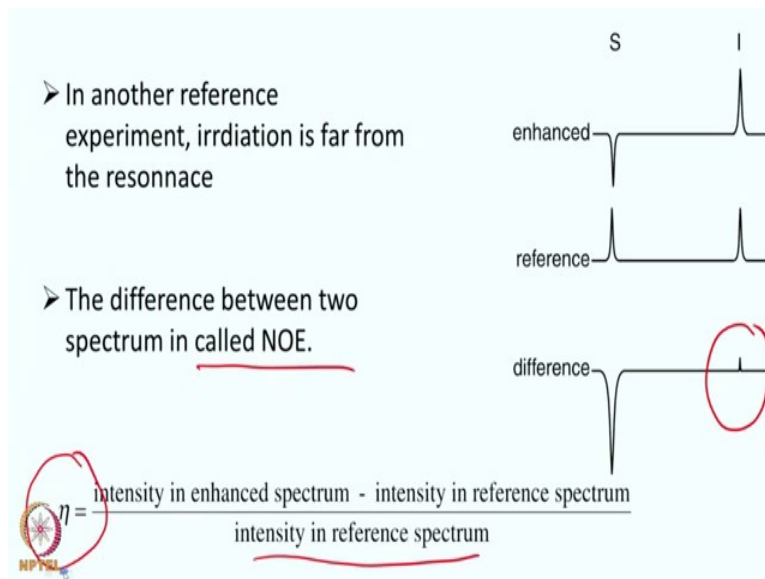 ➤ In another reference
experiment, irrdiation is far from
the resonnace
➤ The difference between two
spectrum in called NOE.
S I
enhanced
reference
difference
η = intensity in enhanced spectrum - intensity in reference spectrum
intensity in reference spectrum
NPTEL